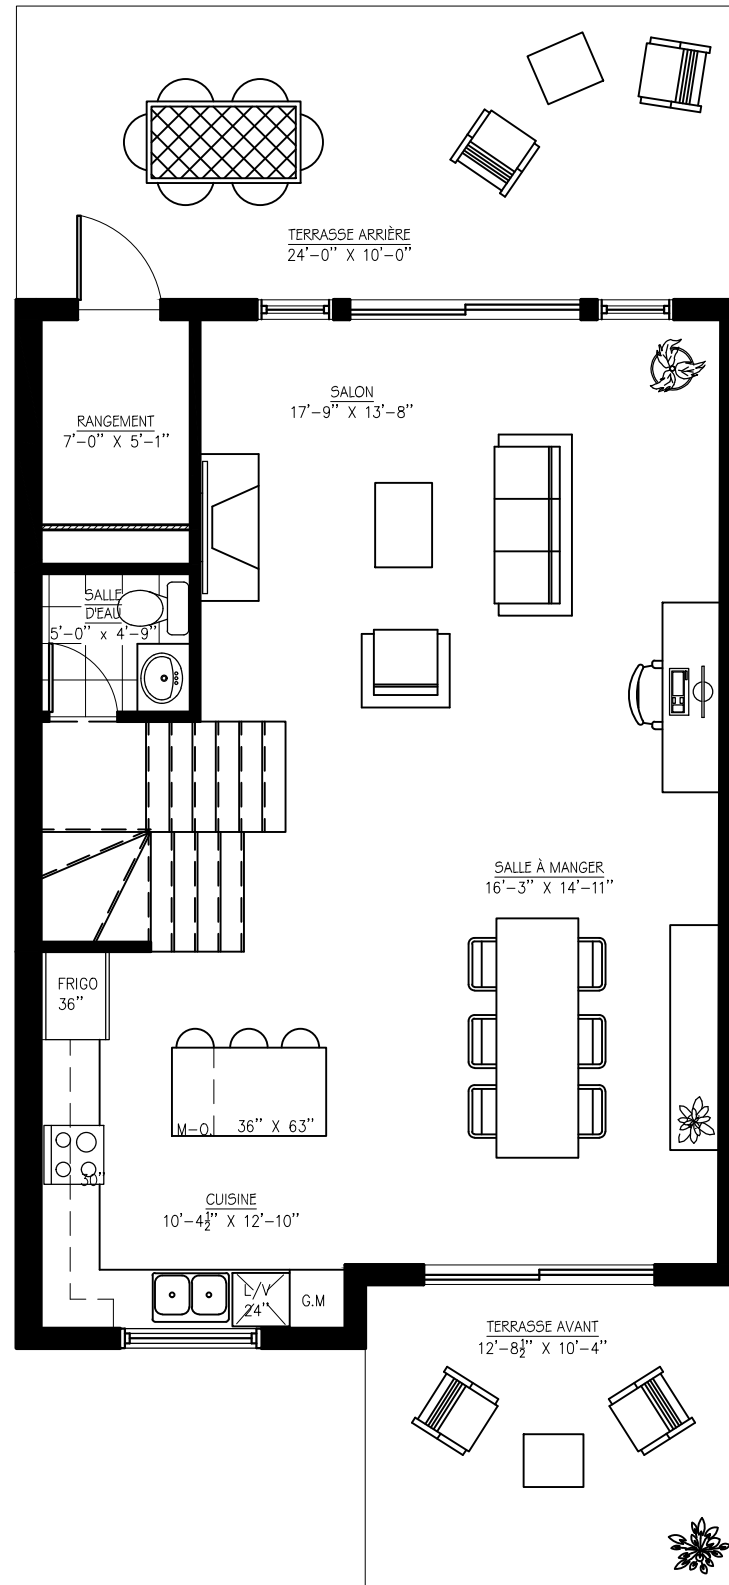 TERRASSE ARRIÈRE
24'-0" X 10'-0"
SALON
17'-9" X 13'-8"
RANGEMENT
7'-0" X 5'-1"
SALLE
D'EAU
5'-0" x 4'-9"
SALLE À MANGER
16'-3" X 14'-11"
FRIGO
36"
M-O. 36" X 63"
30"
CUISINE
10'-4½" X 12'-10"
L/V
24"
G.M
TERRASSE AVANT
12'-8½" X 10'-4"